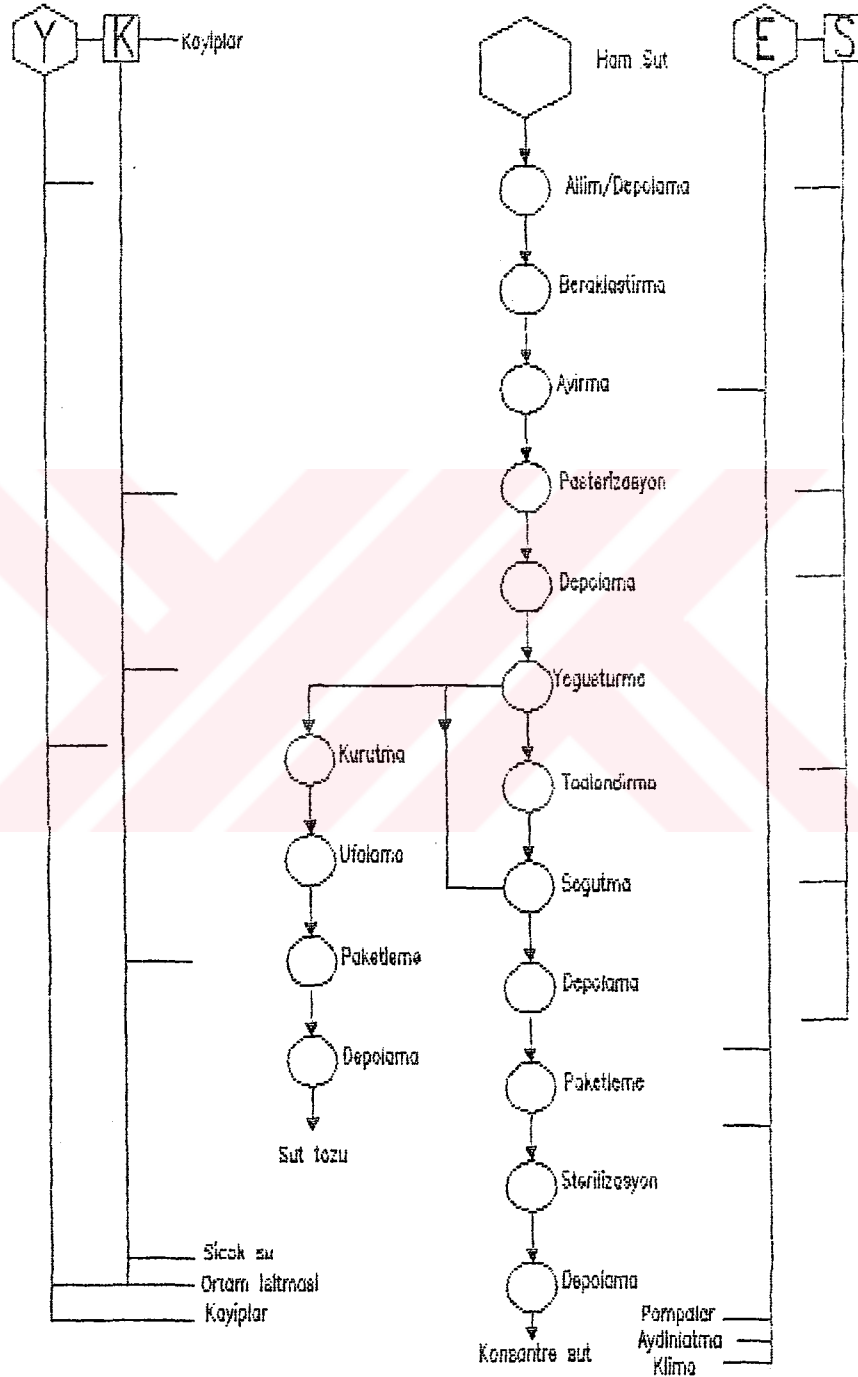 Y K Kayiplar
Ham Sut
E S
Allim/Depolama
Beraklastirma
Ayirma
Pasterizasyon
Depolama
Yogusturma
Tadlandirma
Sogutma
Depolama
Paketleme
Sterilizasyon
Depolama
Konsantre sut
Kurutma
Ufalama
Paketleme
Depolama
Sut tozu
Sicak su
Ortam Isitmasi
Kayiplar
Pompalar
Aydinlatma
Klima